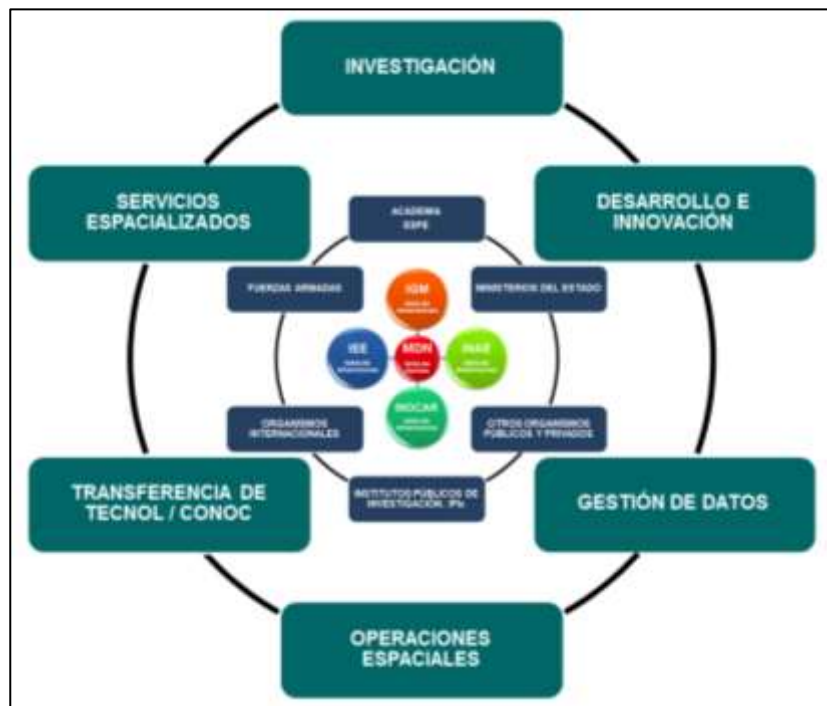 INVESTIGACIÓN
SERVICIOS
ESPACIALIZADOS
DESARROLLO E
INNOVACIÓN
ACADEMIA
ESPE
FUERZAS ARMADAS
MINISTERIOS DEL ESTADO
IGM
IEE
MDN
INAE
INOCAR
ORGANISMOS
INTERNACIONALES
OTROS ORGANISMOS
PÚBLICOS Y PRIVADOS
INSTITUTOS PÚBLICOS DE
INVESTIGACIÓN, IPIs
TRANSFERENCIA DE
TECNOL / CONOC
GESTIÓN DE DATOS
OPERACIONES
ESPACIALES